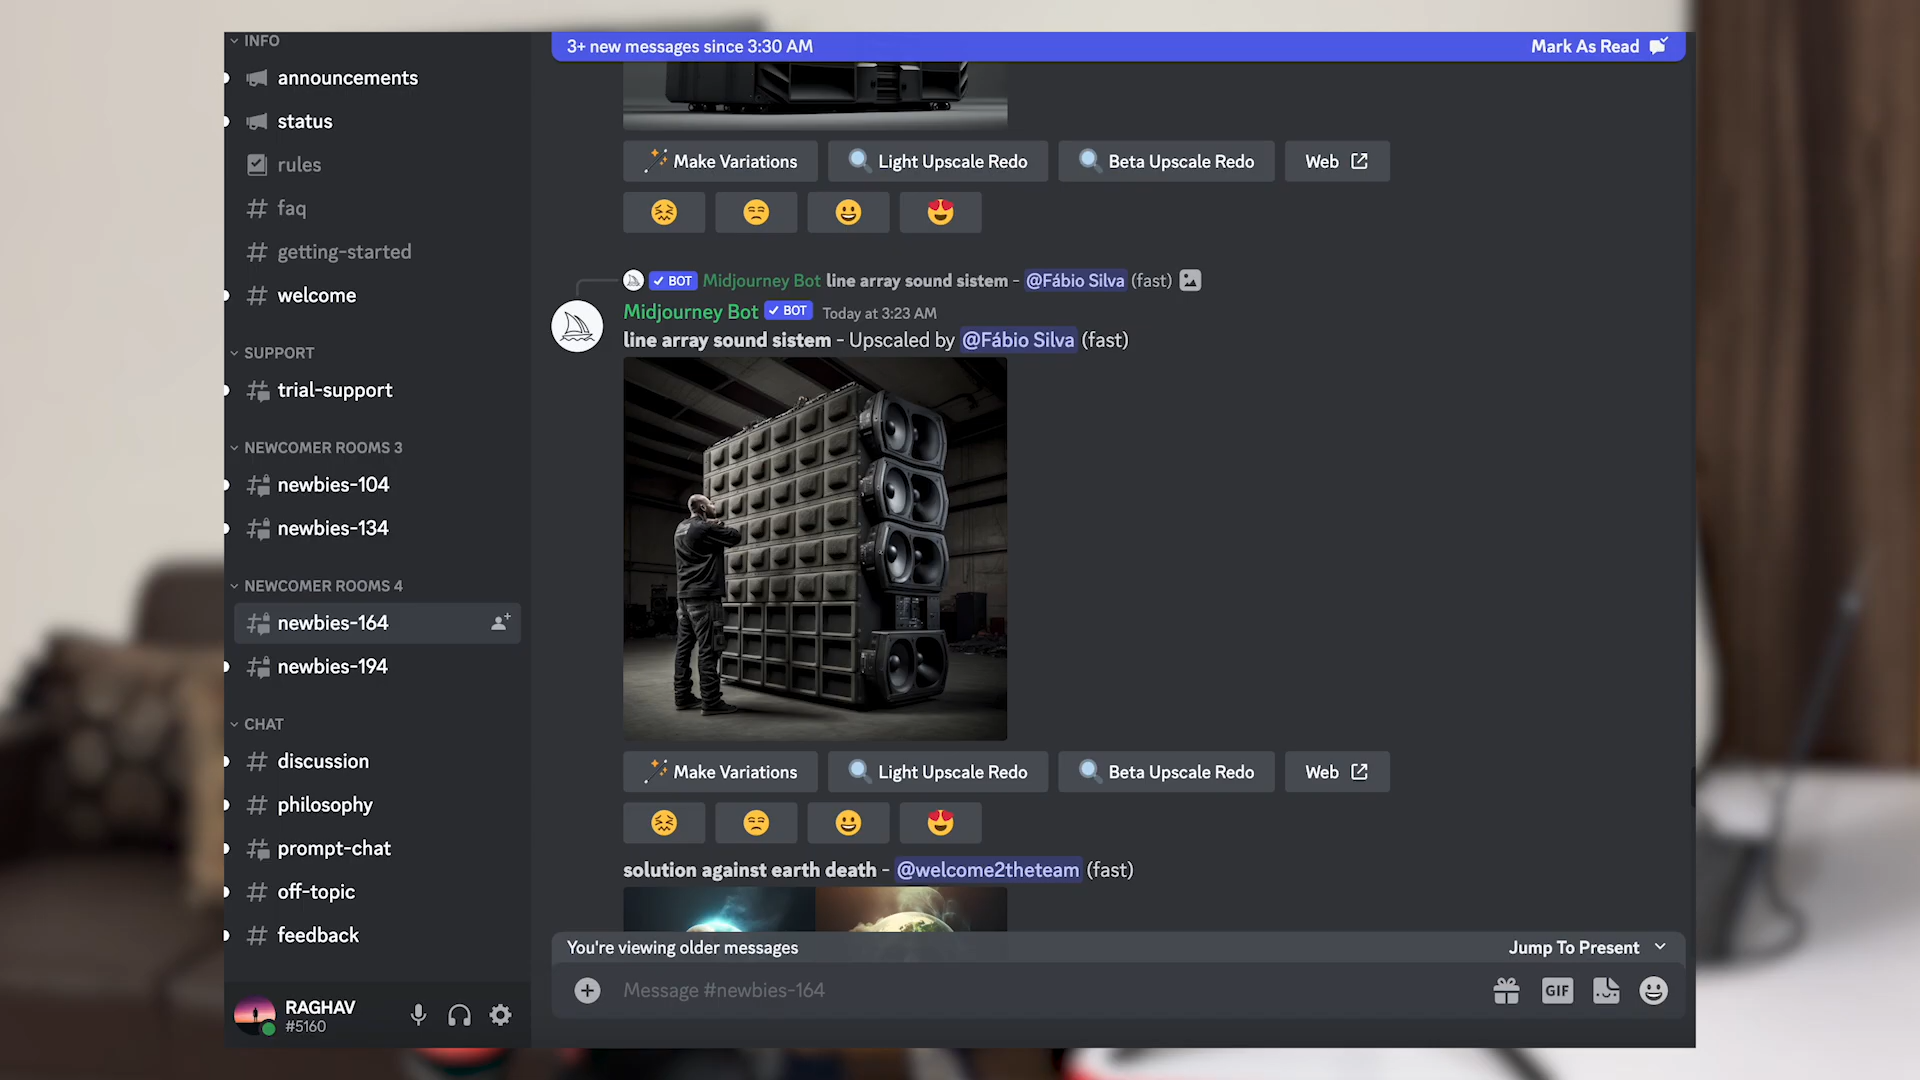 INFO
announcements
status
rules
faq
getting-started
welcome
SUPPORT
trial-support
NEWCOMER ROOMS 3
newbies-104
newbies-134
NEWCOMER ROOMS 4
newbies-164
newbies-194
CHAT
discussion
philosophy
prompt-chat
off-topic
feedback
RAGHAV
#5160
3+ new messages since 3:30 AM
Mark As Read
Make Variations
Light Upscale Redo
Beta Upscale Redo
Web
BOT Midjourney Bot line array sound sistem - @Fábio Silva (fast)
Midjourney Bot BOT Today at 3:23 AM
line array sound sistem - Upscaled by @Fábio Silva (fast)
Make Variations
Light Upscale Redo
Beta Upscale Redo
Web
solution against earth death - @welcome2theteam (fast)
You're viewing older messages
Jump To Present
Message #newbies-164
GIF